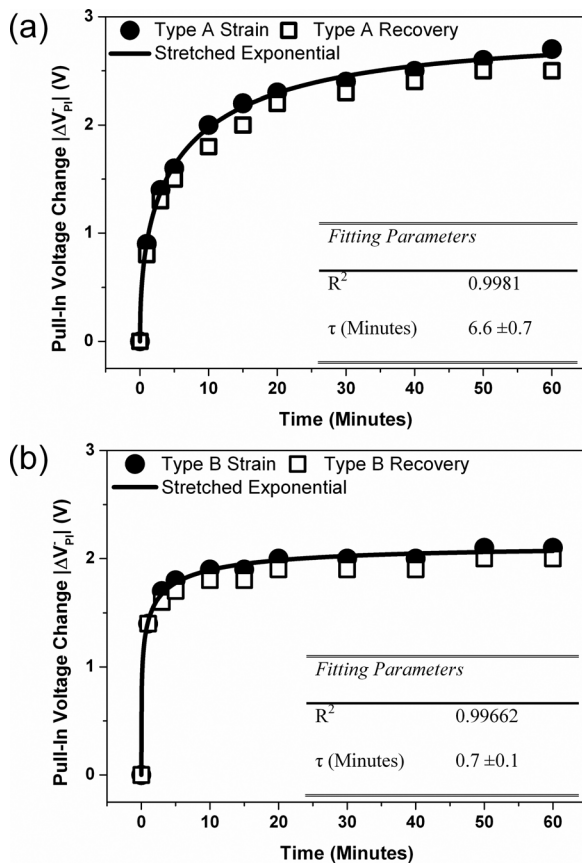 (a)
3
2
1
0
Pull-In Voltage Change |ΔV⁻PI| (V)
Type A Strain Type A Recovery
Stretched Exponential
Fitting Parameters
R² 0.9981
τ (Minutes) 6.6 ±0.7
0 10 20 30 40 50 60
Time (Minutes)
(b)
3
2
1
0
Pull-In Voltage Change |ΔV⁻PI| (V)
Type B Strain Type B Recovery
Stretched Exponential
Fitting Parameters
R² 0.99662
τ (Minutes) 0.7 ±0.1
0 10 20 30 40 50 60
Time (Minutes)